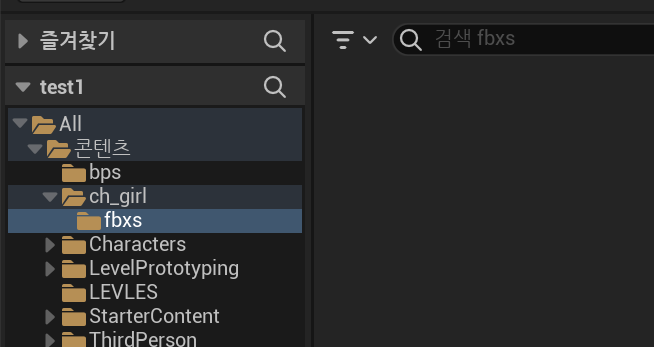 즐겨찾기
검색 fbxs
test1
All
콘텐츠
bps
ch_girl
fbxs
Characters
LevelPrototyping
LEVLES
StarterContent
ThirdPerson